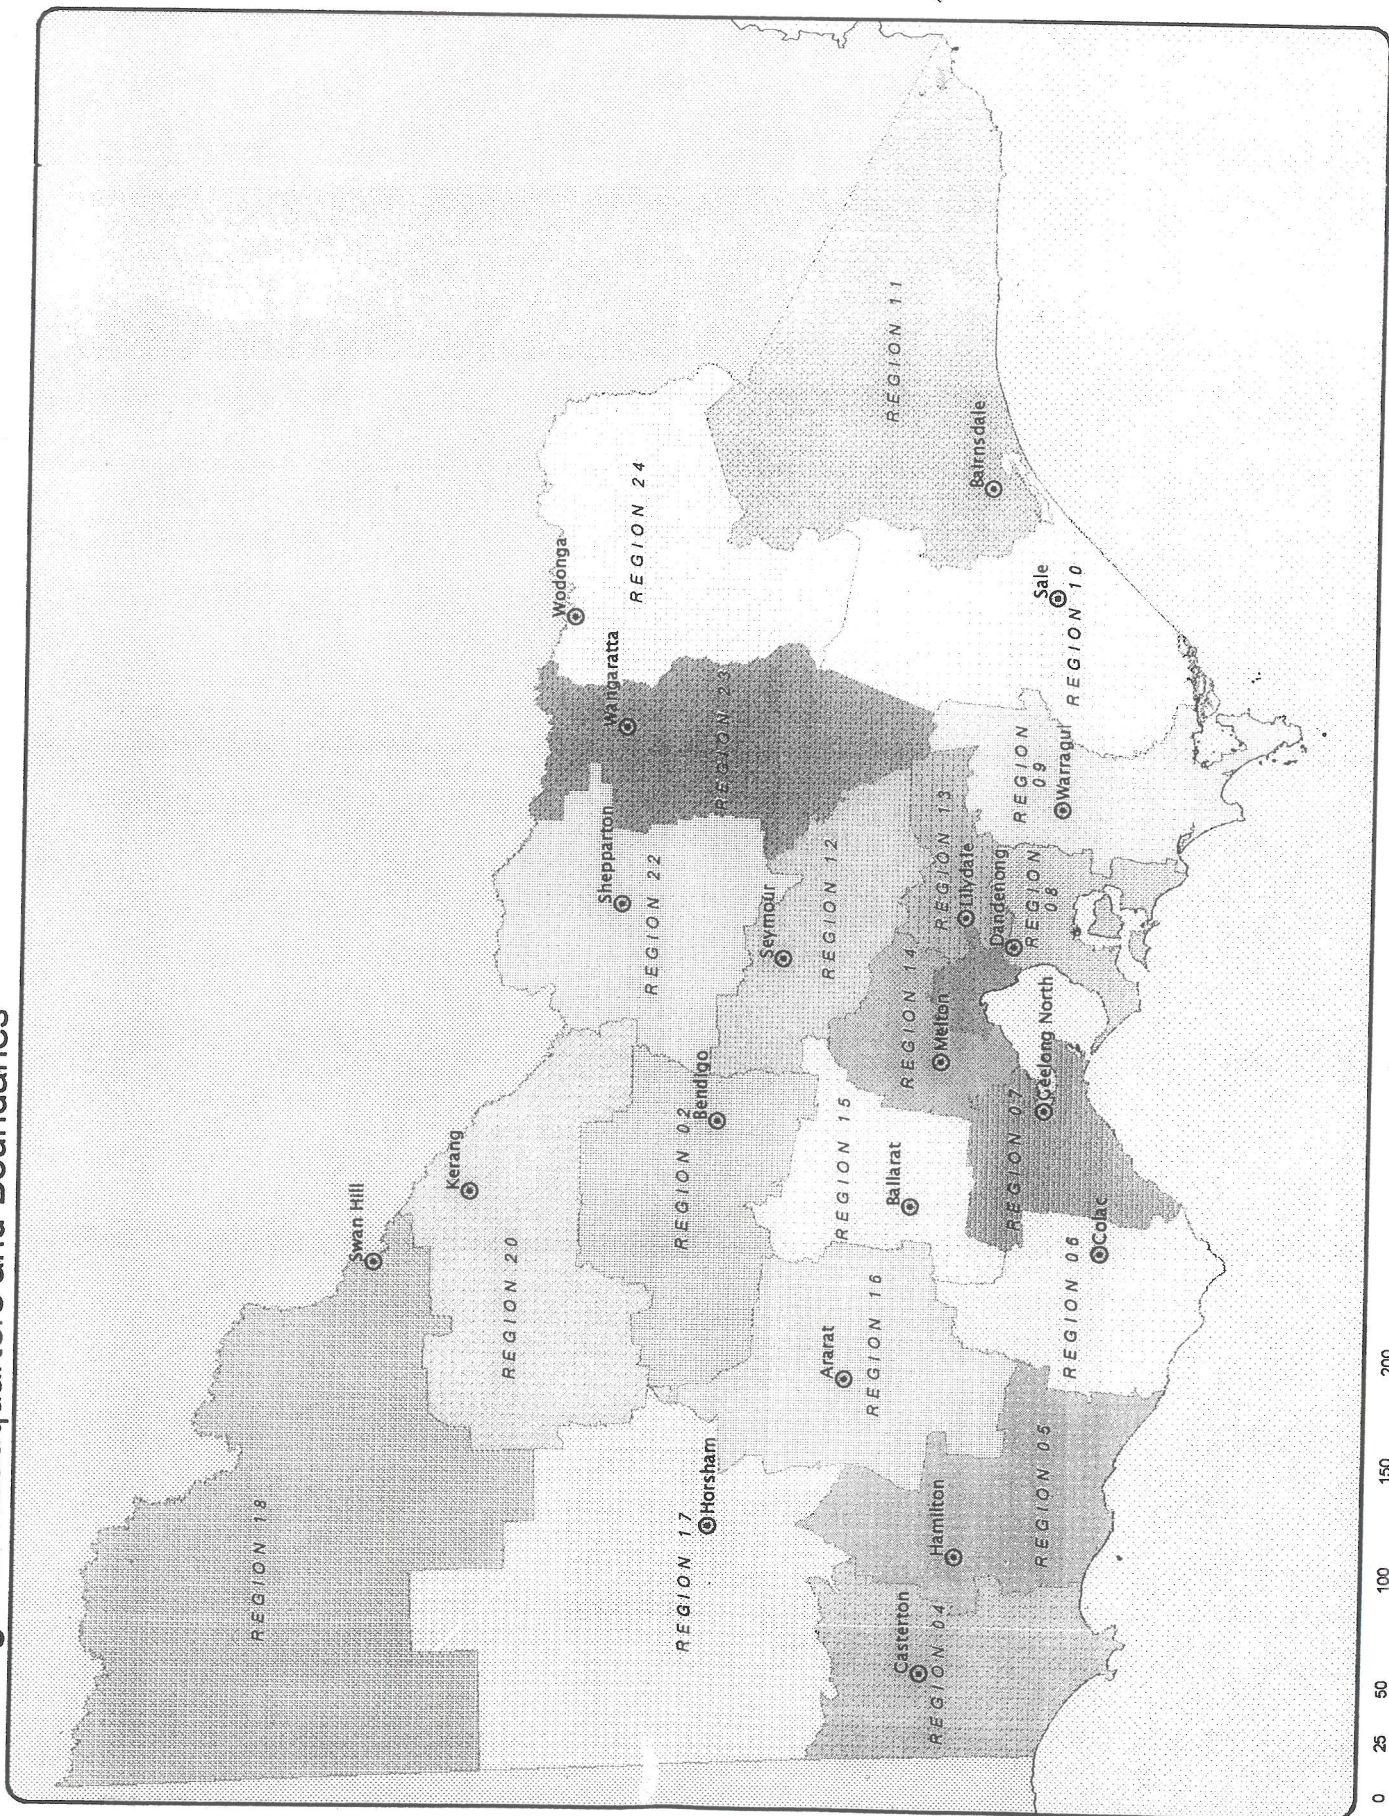 REGION 18
Swan Hill
Kerang
REGION 20
REGION 17
Horsham
REGION 02
Bendigo
REGION 22
Shepparton
Wangaratta
Wodonga
REGION 24
REGION 23
Seymour
REGION 12
REGION 16
Ararat
REGION 15
Ballarat
REGION 14
Melton
REGION 13
Lilydale
Dandenong
REGION
08
REGION
09
Warragul
REGION 10
Sale
REGION 11
Bairnsdale
Casterton
REGION 04
Hamilton
REGION 05
REGION 06
Colac
REGION 07
Geelong North
0 25 50 100 150 200